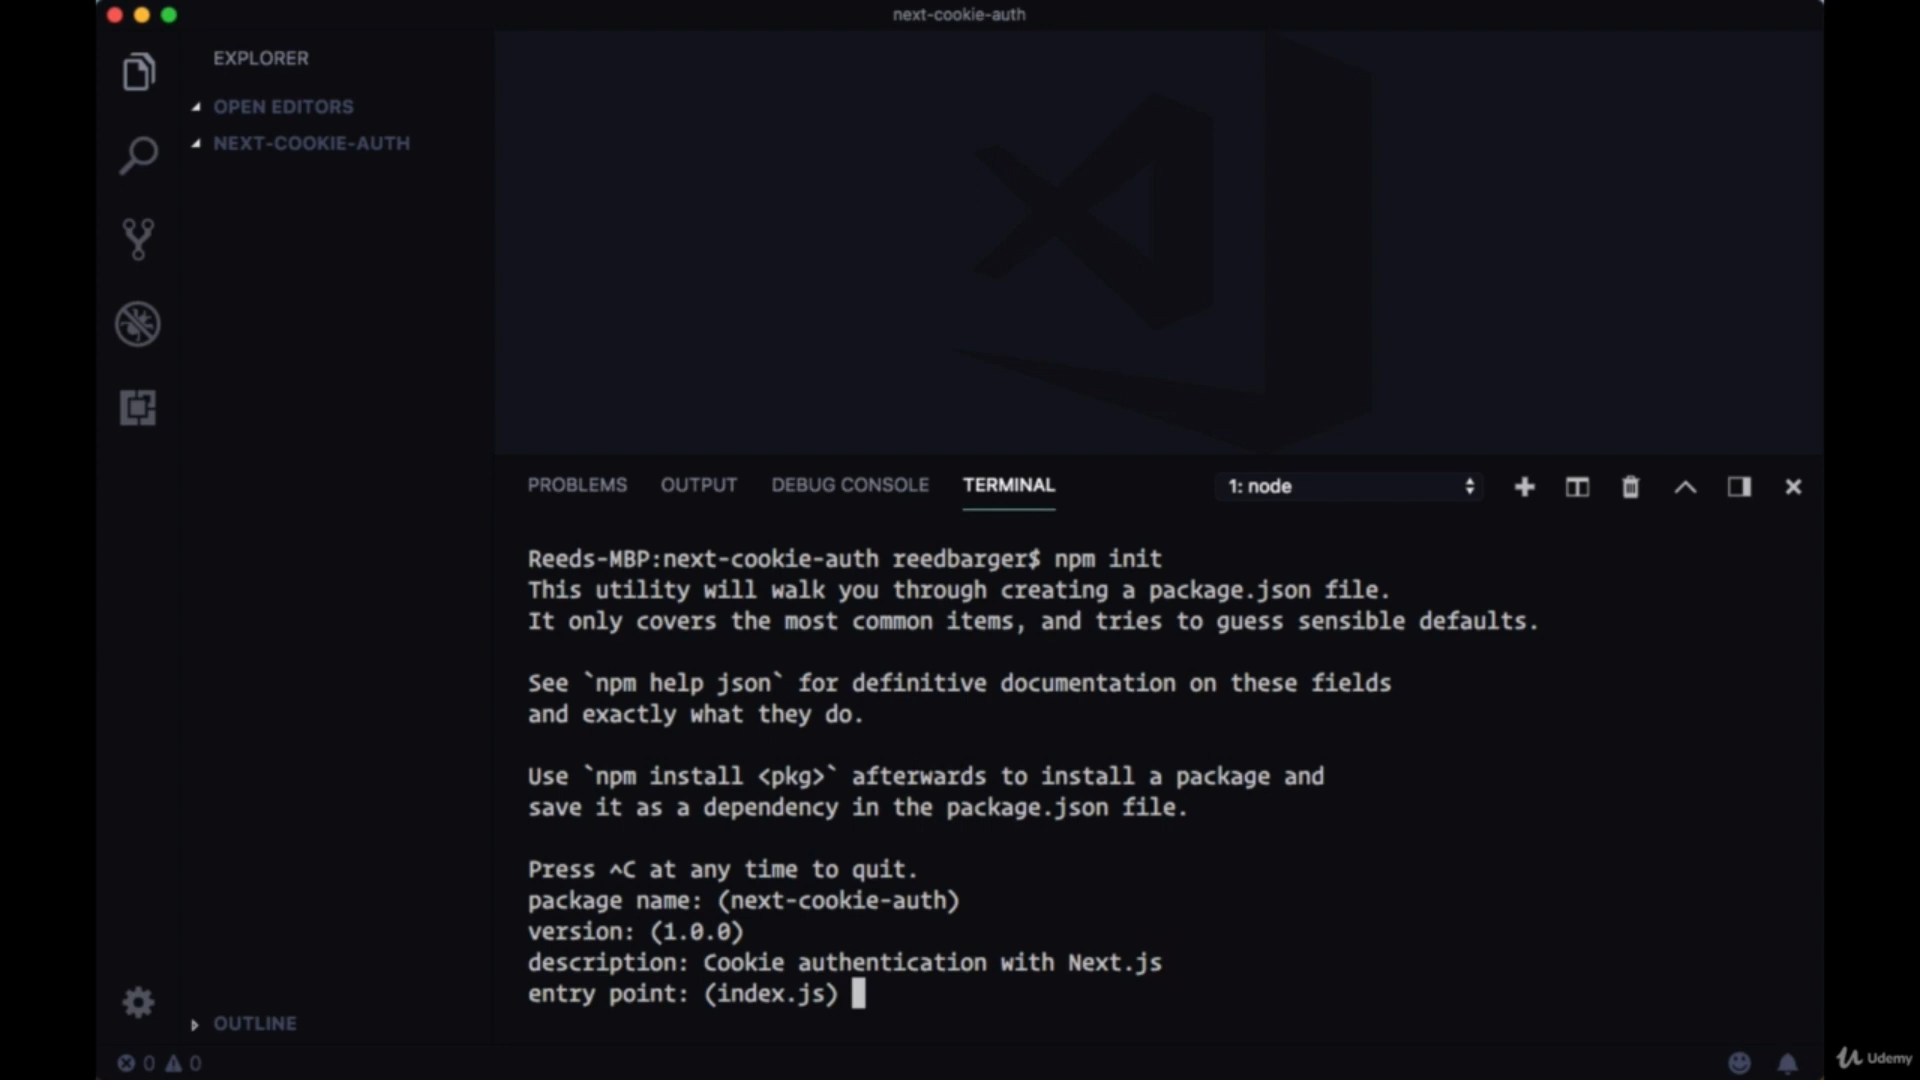 next-cookie-auth
EXPLORER
OPEN EDITORS
NEXT-COOKIE-AUTH
PROBLEMS OUTPUT DEBUG CONSOLE TERMINAL 1: node
Reeds-MBP:next-cookie-auth reedbarger$ npm init
This utility will walk you through creating a package.json file.
It only covers the most common items, and tries to guess sensible defaults.
See `npm help json` for definitive documentation on these fields
and exactly what they do.
Use `npm install <pkg>` afterwards to install a package and
save it as a dependency in the package.json file.
Press ^C at any time to quit.
package name: (next-cookie-auth)
version: (1.0.0)
description: Cookie authentication with Next.js
entry point: (index.js)
OUTLINE
0 0
Udemy